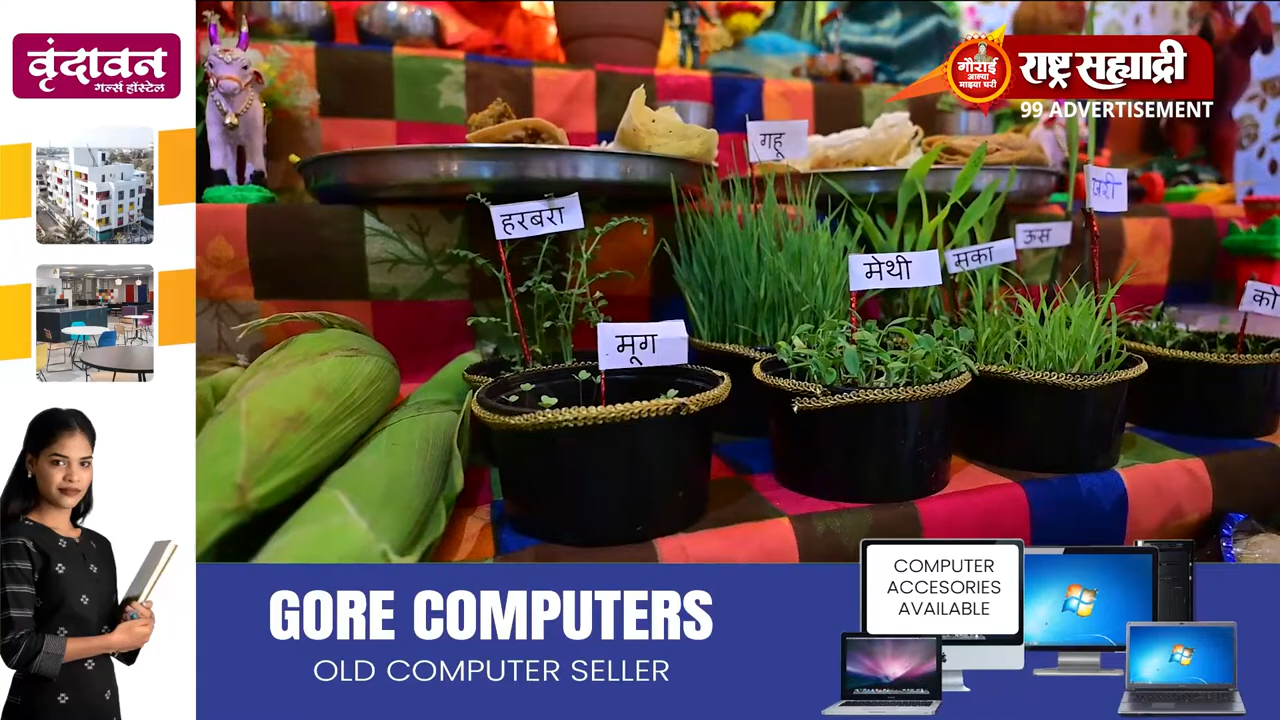 वृंदावन
गर्ल्स हॉस्टेल
गौराई
आल्या
माझ्या घरी
राष्ट्र सह्याद्री
99 ADVERTISEMENT
गहू
हरबरा
मेथी
मका
ऊस
मूग
GORE COMPUTERS
OLD COMPUTER SELLER
COMPUTER
ACCESORIES
AVAILABLE